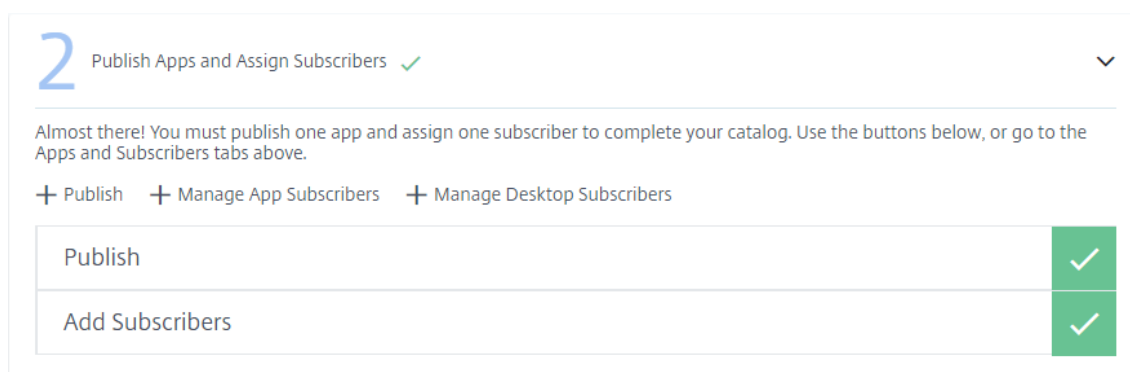 2 Publish Apps and Assign Subscribers
Almost there! You must publish one app and assign one subscriber to complete your catalog. Use the buttons below, or go to the
Apps and Subscribers tabs above.
+ Publish + Manage App Subscribers + Manage Desktop Subscribers
Publish
Add Subscribers